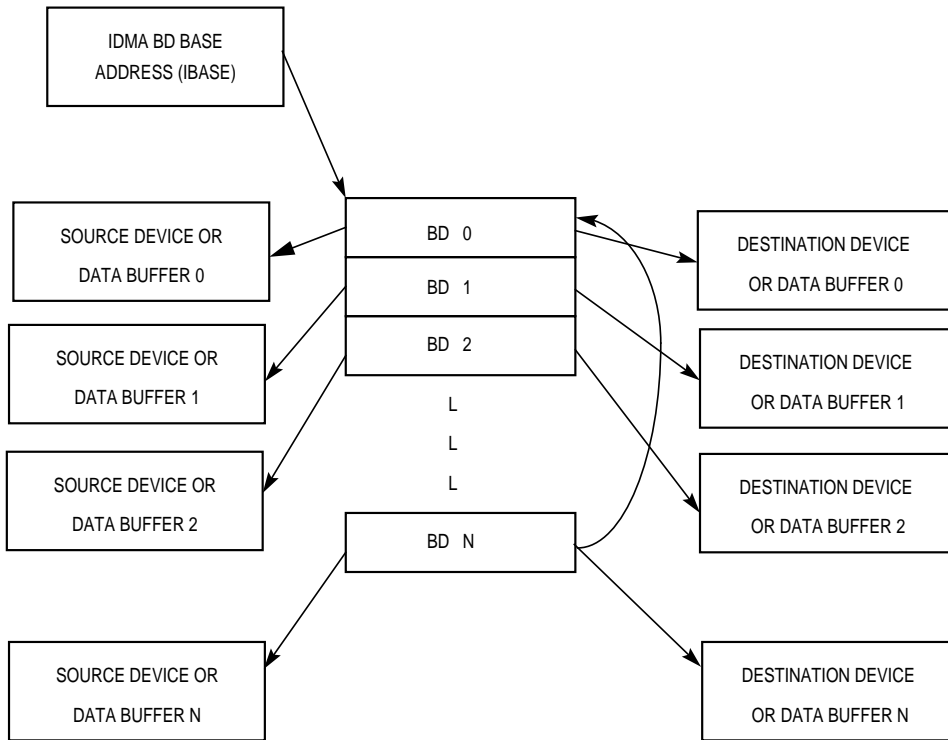 IDMA BD BASE
ADDRESS (IBASE)
SOURCE DEVICE OR
DATA BUFFER 0
BD 0
DESTINATION DEVICE
OR DATA BUFFER 0
BD 1
SOURCE DEVICE OR
DATA BUFFER 1
BD 2
DESTINATION DEVICE
OR DATA BUFFER 1
L
L
L
SOURCE DEVICE OR
DATA BUFFER 2
DESTINATION DEVICE
OR DATA BUFFER 2
BD N
SOURCE DEVICE OR
DATA BUFFER N
DESTINATION DEVICE
OR DATA BUFFER N